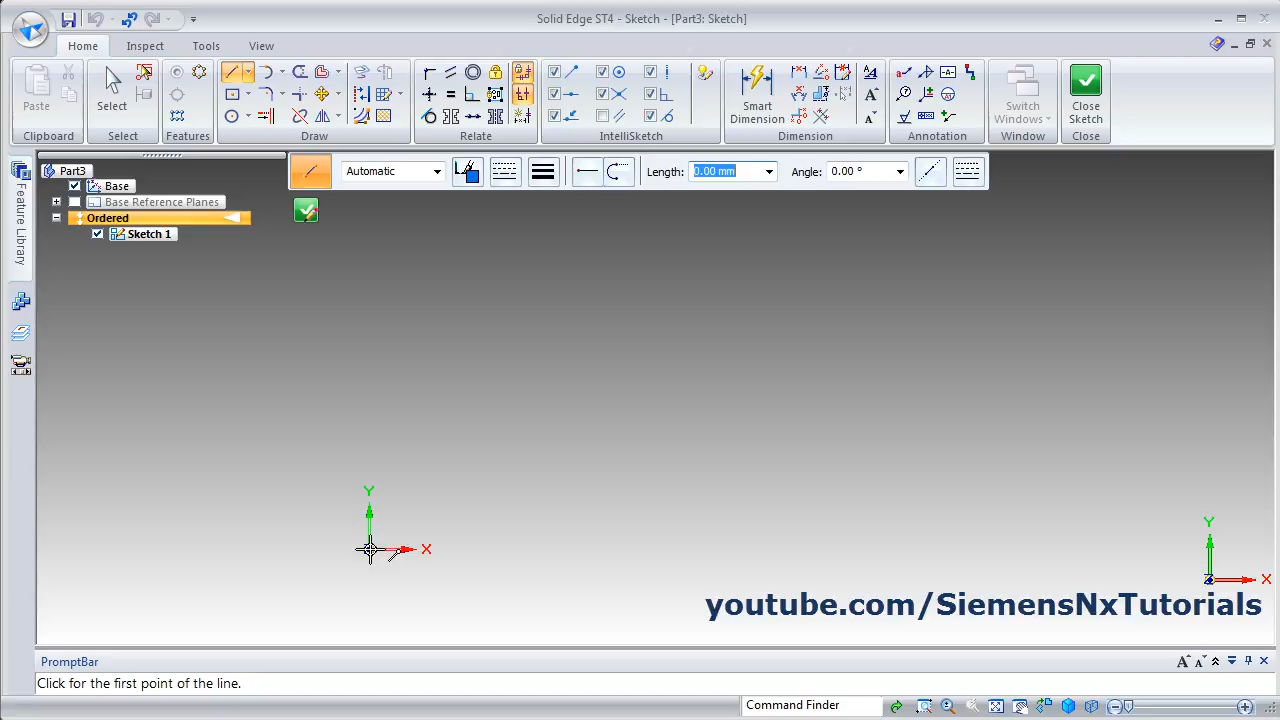 Solid Edge ST4 - Sketch - [Part3: Sketch]
Home Inspect Tools View
Paste Select Smart Dimension Switch Windows Close Sketch
Clipboard Select Features Draw Relate IntelliSketch Dimension Annotation Window Close
Feature Library
Part3
Base
Base Reference Planes
Ordered
Sketch 1
Automatic Length: 0.00 mm Angle: 0.00 °
Y
X
Y
X
youtube.com/SiemensNxTutorials
PromptBar
Click for the first point of the line.
Command Finder